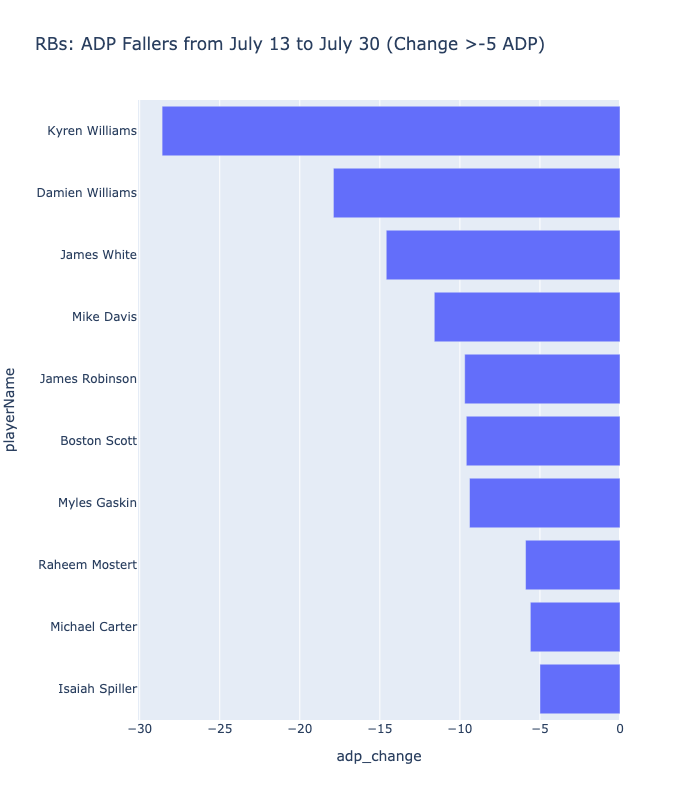 RBs: ADP Fallers from July 13 to July 30 (Change >-5 ADP)
playerName
Kyren Williams
Damien Williams
James White
Mike Davis
James Robinson
Boston Scott
Myles Gaskin
Raheem Mostert
Michael Carter
Isaiah Spiller
−30 −25 −20 −15 −10 −5 0
adp_change